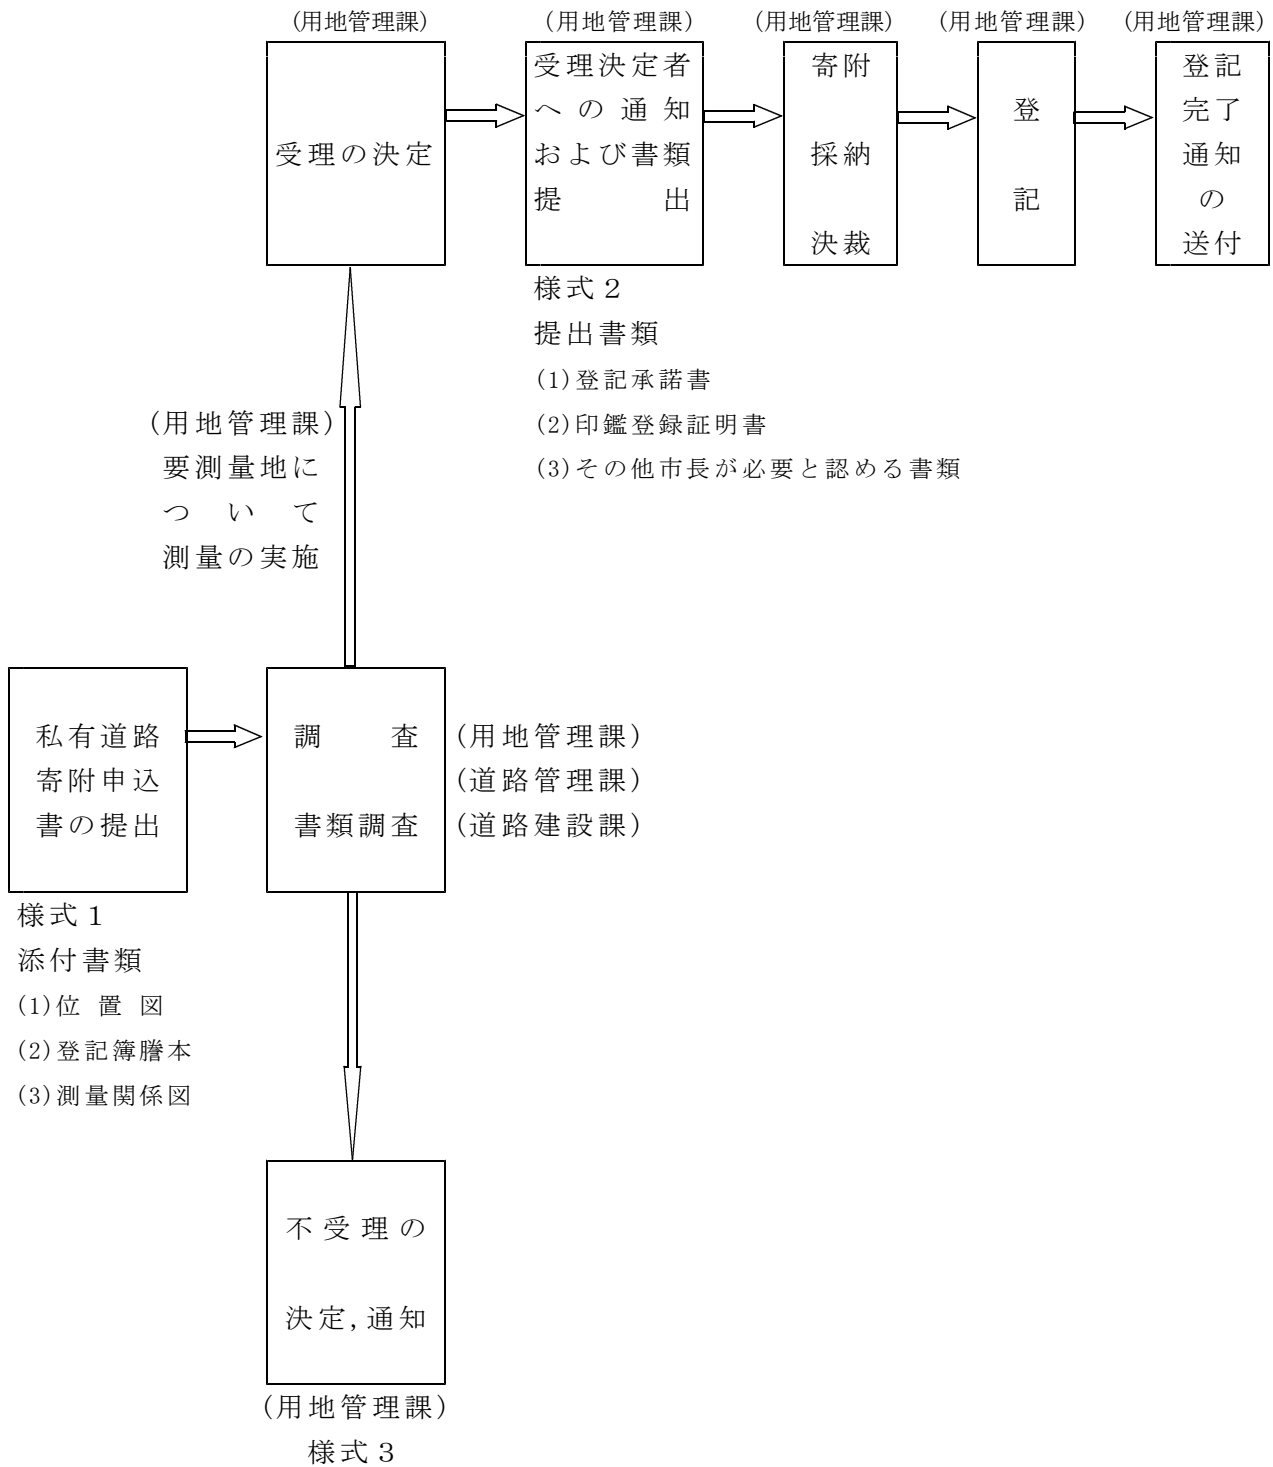 (用地管理課)
受理の決定
(用地管理課)
受理決定者
への通知
および書類
提出
(用地管理課)
寄附
採納
決裁
(用地管理課)
登
記
(用地管理課)
登記
完了
通知
の
送付
様式２
提出書類
(1)登記承諾書
(2)印鑑登録証明書
(3)その他市長が必要と認める書類
(用地管理課)
要測量地に
ついて
測量の実施
私有道路
寄附申込
書の提出
調査
書類調査
(用地管理課)
(道路管理課)
(道路建設課)
様式１
添付書類
(1)位置図
(2)登記簿謄本
(3)測量関係図
不受理の
決定,通知
(用地管理課)
様式３